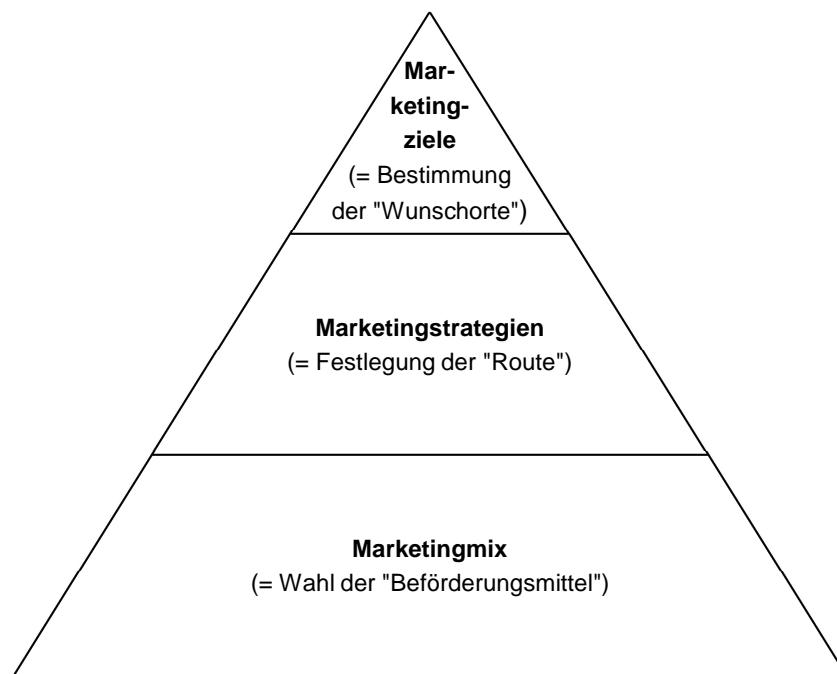 Mar-
keting-
ziele
(= Bestimmung
der "Wunschorte")
Marketingstrategien
(= Festlegung der "Route")
Marketingmix
(= Wahl der "Beförderungsmittel")